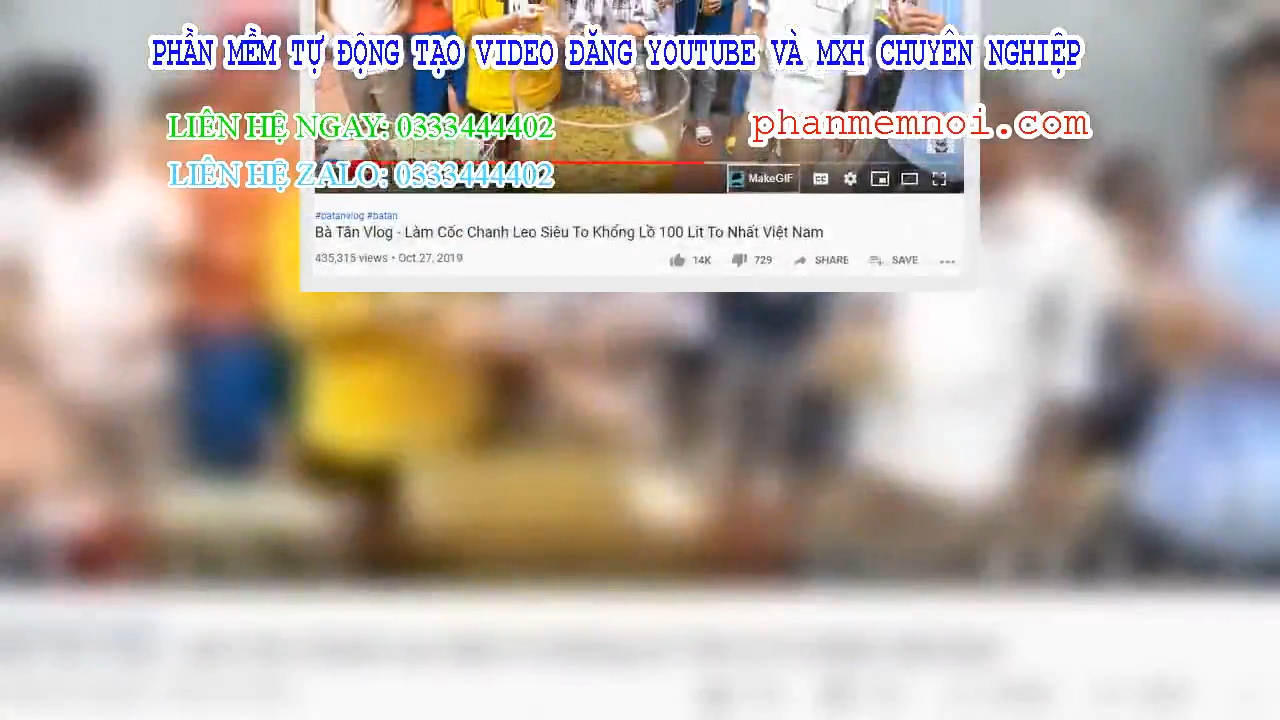 PHẦN MỀM TỰ ĐỘNG TẠO VIDEO ĐĂNG YOUTUBE VÀ MXH CHUYÊN NGHIỆP
LIÊN HỆ NGAY: 0333444402
phanmemnoi.com
LIÊN HỆ ZALO: 0333444402
MakeGIF
#batanvlog #batan
Bà Tân Vlog - Làm Cốc Chanh Leo Siêu To Khổng Lồ 100 Lit To Nhất Việt Nam
435,315 views • Oct 27, 2019
14K 729 SHARE SAVE